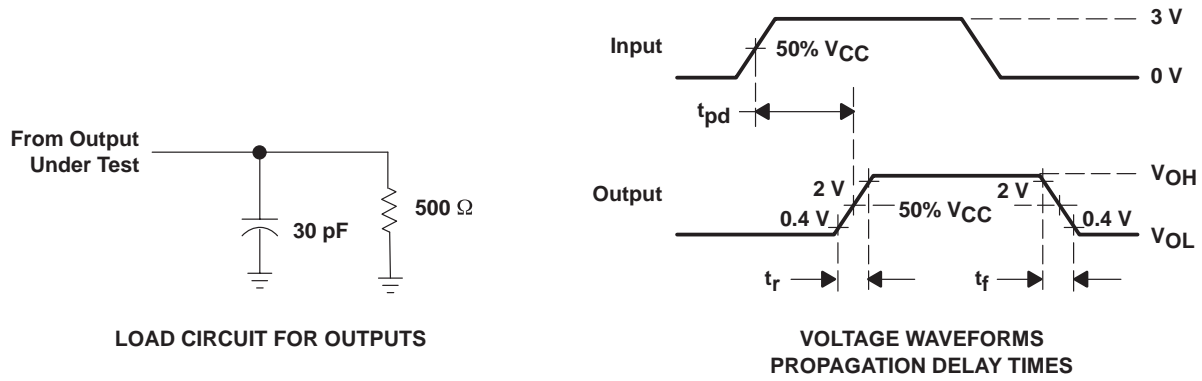 From Output
Under Test
30 pF
500 Ω
LOAD CIRCUIT FOR OUTPUTS
Input
50% VCC
3 V
0 V
tpd
Output
2 V
0.4 V
50% VCC
2 V
0.4 V
VOH
VOL
tr
tf
VOLTAGE WAVEFORMS
PROPAGATION DELAY TIMES